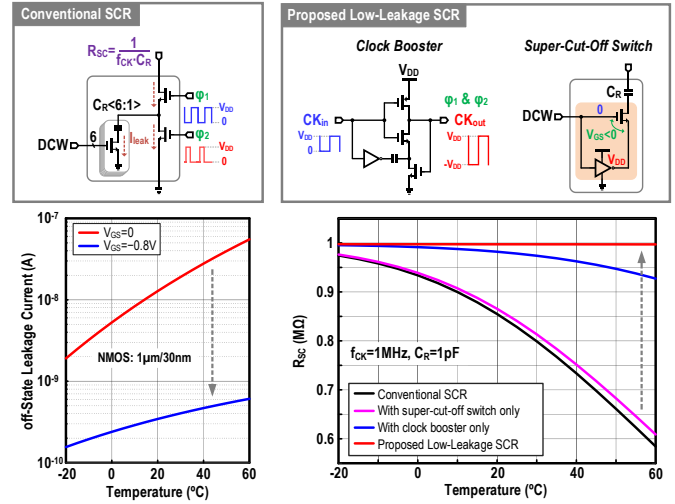 Conventional SCR
R_SC = 1 / f_CK·C_R
φ1
V_DD
0
C_R<6:1>
φ2
V_DD
0
DCW
6
I_leak
Proposed Low-Leakage SCR
Clock Booster
V_DD
CK_in
V_DD
0
φ1 & φ2
CK_out
V_DD
-V_DD
Super-Cut-Off Switch
C_R
DCW
0
V_GS<0
V_DD
off-State Leakage Current (A)
10^-7
10^-8
10^-9
10^-10
V_GS=0
V_GS=−0.8V
NMOS: 1μm/30nm
-20
0
20
40
60
Temperature (ºC)
R_SC (MΩ)
1
0.9
0.8
0.7
0.6
f_CK=1MHz, C_R=1pF
Conventional SCR
With super-cut-off switch only
With clock booster only
Proposed Low-Leakage SCR
-20
0
20
40
60
Temperature (ºC)